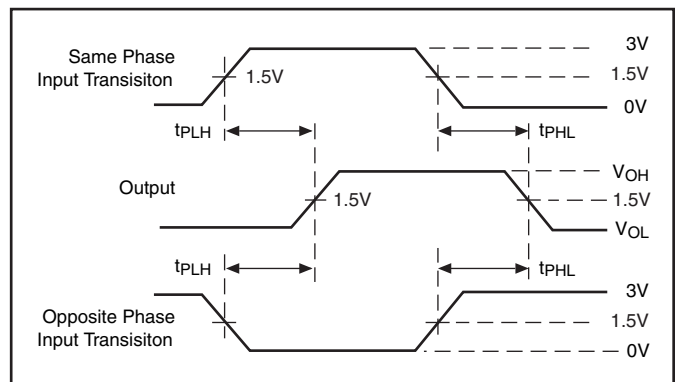 Same Phase
Input Transisiton
1.5V
3V
1.5V
0V
tPLH
tPHL
Output
1.5V
VOH
1.5V
VOL
tPLH
tPHL
Opposite Phase
Input Transisiton
3V
1.5V
0V